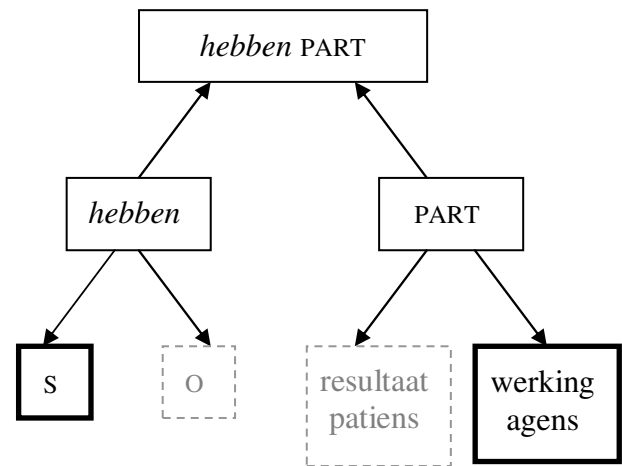 hebben PART
hebben
PART
S
O
resultaat
patiens
werking
agens